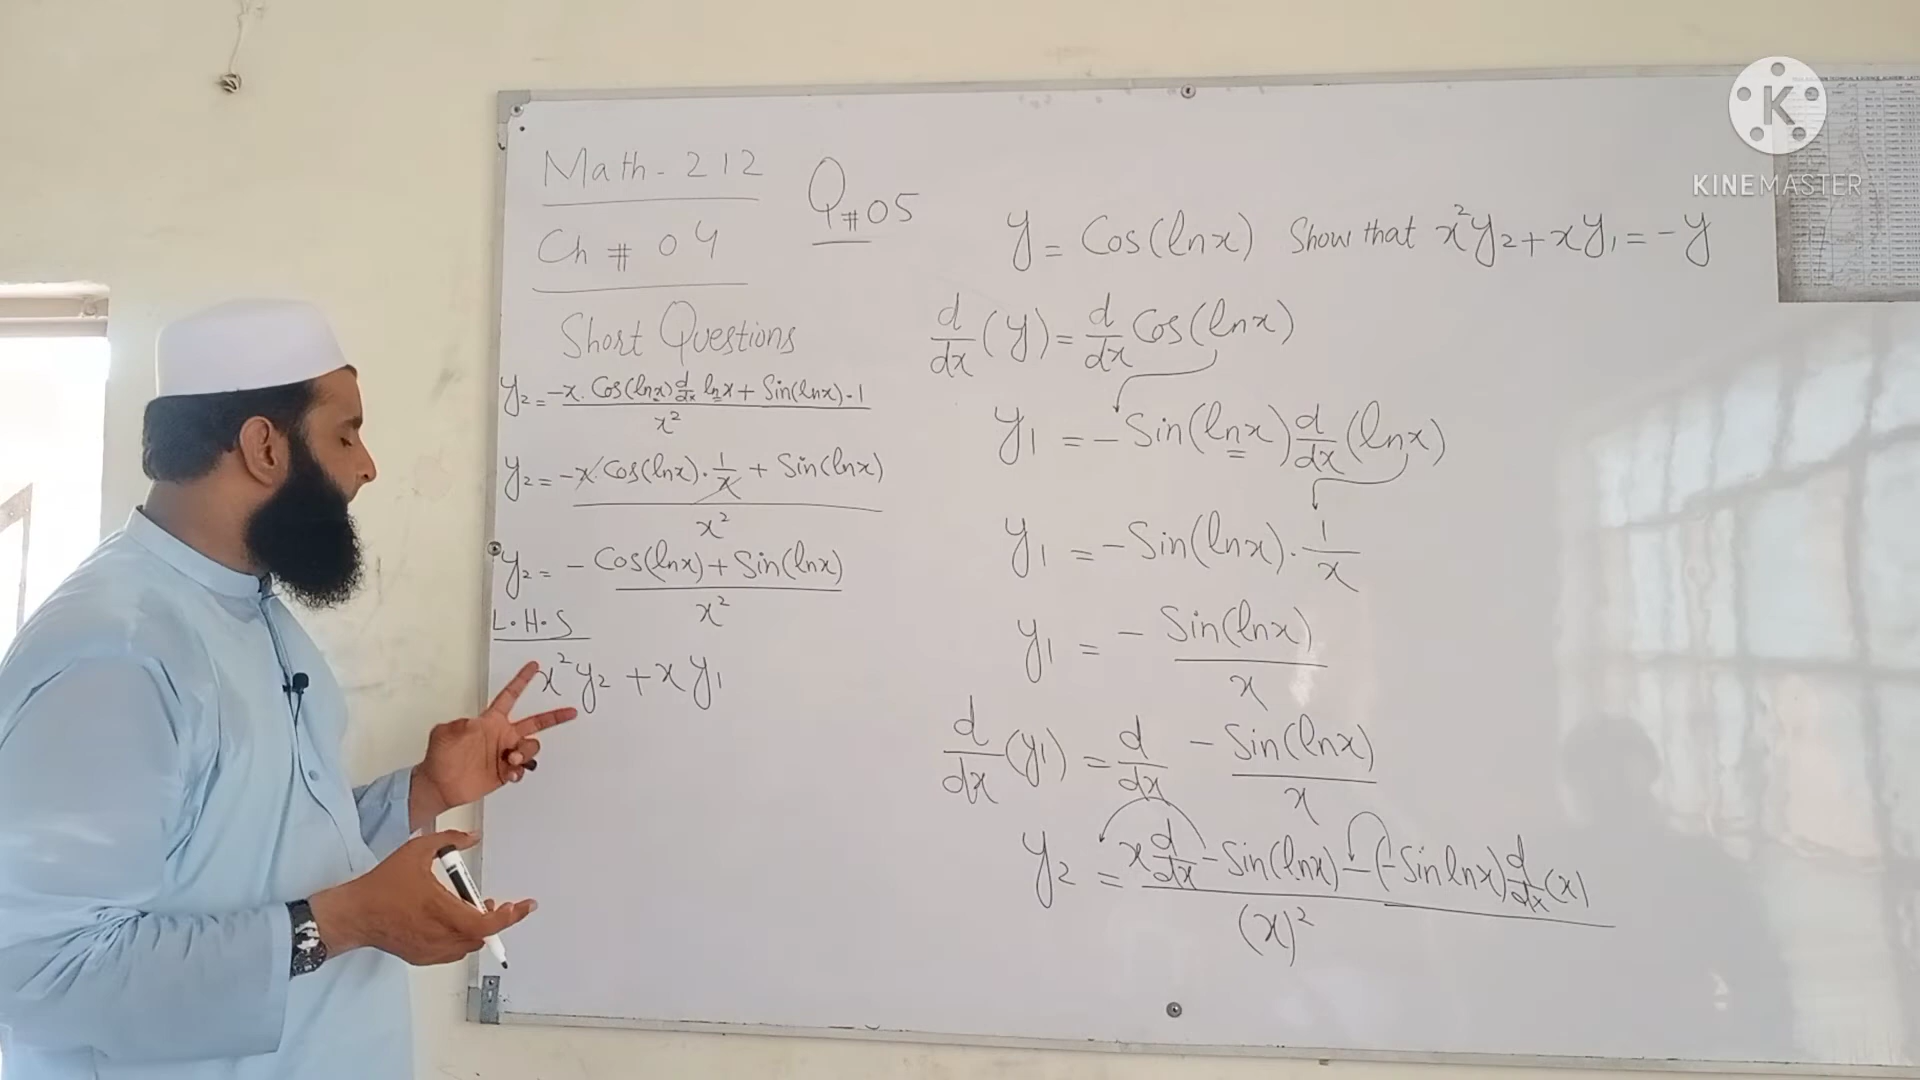 Math-212
Ch # 04
Q#05
Short Questions
y = Cos(lnx) Show that x²y₂+xy₁=-y
d/dx (y) = d/dx Cos(lnx)
y₁ = -Sin(lnx) d/dx (lnx)
y₁ = -Sin(lnx)·1/x
y₁ = - Sin(lnx)/x
d/dx (y₁) = d/dx - Sin(lnx)/x
y₂ = x d/dx -Sin(lnx) - (-Sin lnx) d/dx (x) / (x)²
y₂ = -x. Cos(lnx) d/dx lnx + Sin(lnx)·1 / x²
y₂ = -x. Cos(lnx)·1/x + Sin(lnx) / x²
y₂ = - Cos(lnx) + Sin(lnx) / x²
L.H.S
x²y₂ + xy₁
K
KINEMASTER